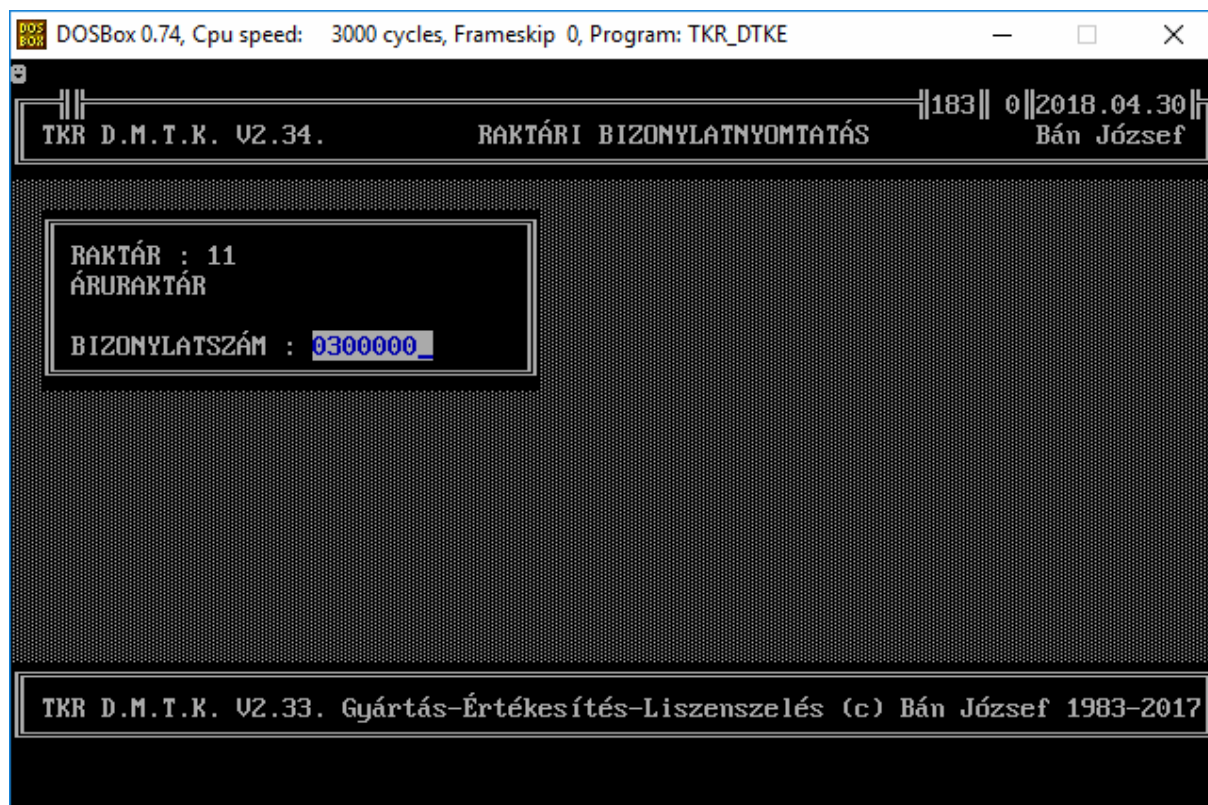 DOS BOX DOSBox 0.74, Cpu speed: 3000 cycles, Frameskip 0, Program: TKR_DTKE
183 0 2018.04.30
TKR D.M.T.K. V2.34. RAKTÁRI BIZONYLATNYOMTATÁS Bán József
RAKTÁR : 11
ÁRURAKTÁR
BIZONYLATSZÁM : 0300000_
TKR D.M.T.K. V2.33. Gyártás-Értékesítés-Liszenszelés (c) Bán József 1983-2017